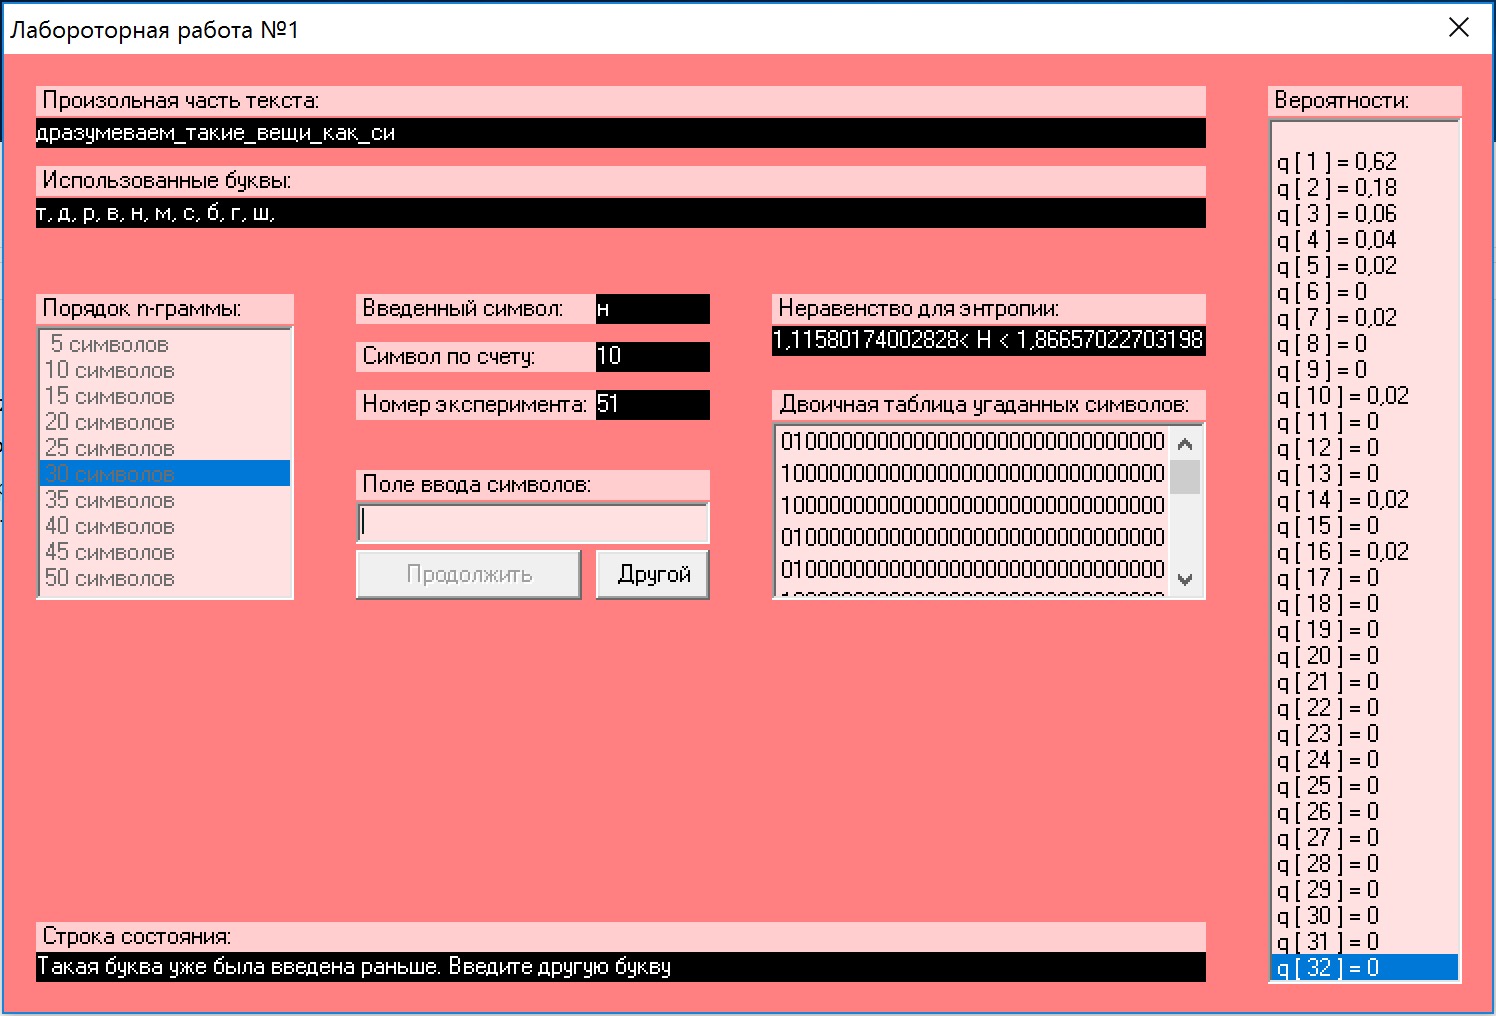 Лабороторная работа №1
Произольная часть текста:
дразумеваем_такие_вещи_как_си
Использованные буквы:
т, д, р, в, н, м, с, б, г, ш,
Порядок n-граммы:
5 символов
10 символов
15 символов
20 символов
25 символов
30 символов
35 символов
40 символов
45 символов
50 символов
Введенный символ: н
Символ по счету: 10
Номер эксперимента: 51
Поле ввода символов:
Продолжить
Другой
Неравенство для энтропии:
1,11580174002828< H < 1,86657022703198
Двоичная таблица угаданных символов:
01000000000000000000000000000000
10000000000000000000000000000000
10000000000000000000000000000000
01000000000000000000000000000000
01000000000000000000000000000000
Вероятности:
q [ 1 ] = 0,62
q [ 2 ] = 0,18
q [ 3 ] = 0,06
q [ 4 ] = 0,04
q [ 5 ] = 0,02
q [ 6 ] = 0
q [ 7 ] = 0,02
q [ 8 ] = 0
q [ 9 ] = 0
q [ 10 ] = 0,02
q [ 11 ] = 0
q [ 12 ] = 0
q [ 13 ] = 0
q [ 14 ] = 0,02
q [ 15 ] = 0
q [ 16 ] = 0,02
q [ 17 ] = 0
q [ 18 ] = 0
q [ 19 ] = 0
q [ 20 ] = 0
q [ 21 ] = 0
q [ 22 ] = 0
q [ 23 ] = 0
q [ 24 ] = 0
q [ 25 ] = 0
q [ 26 ] = 0
q [ 27 ] = 0
q [ 28 ] = 0
q [ 29 ] = 0
q [ 30 ] = 0
q [ 31 ] = 0
q [ 32 ] = 0
Строка состояния:
Такая буква уже была введена раньше. Введите другую букву